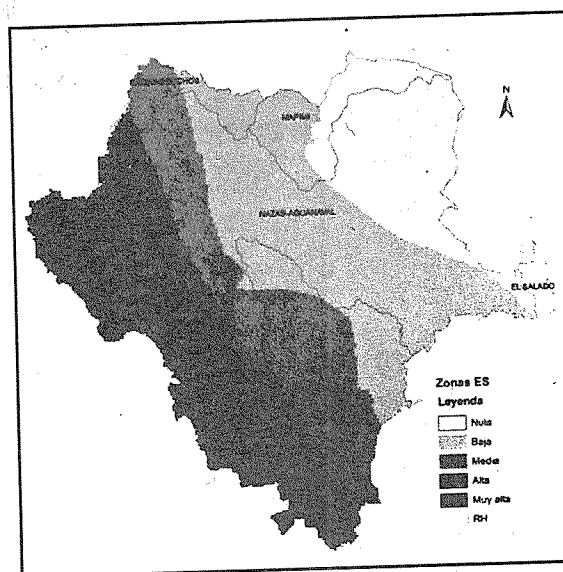 MAPIMI
N
NAZAS-AGUANAVAL
EL SALADO
Zonas ES
Leyenda
Nula
Baja
Media
Alta
Muy alta
RH